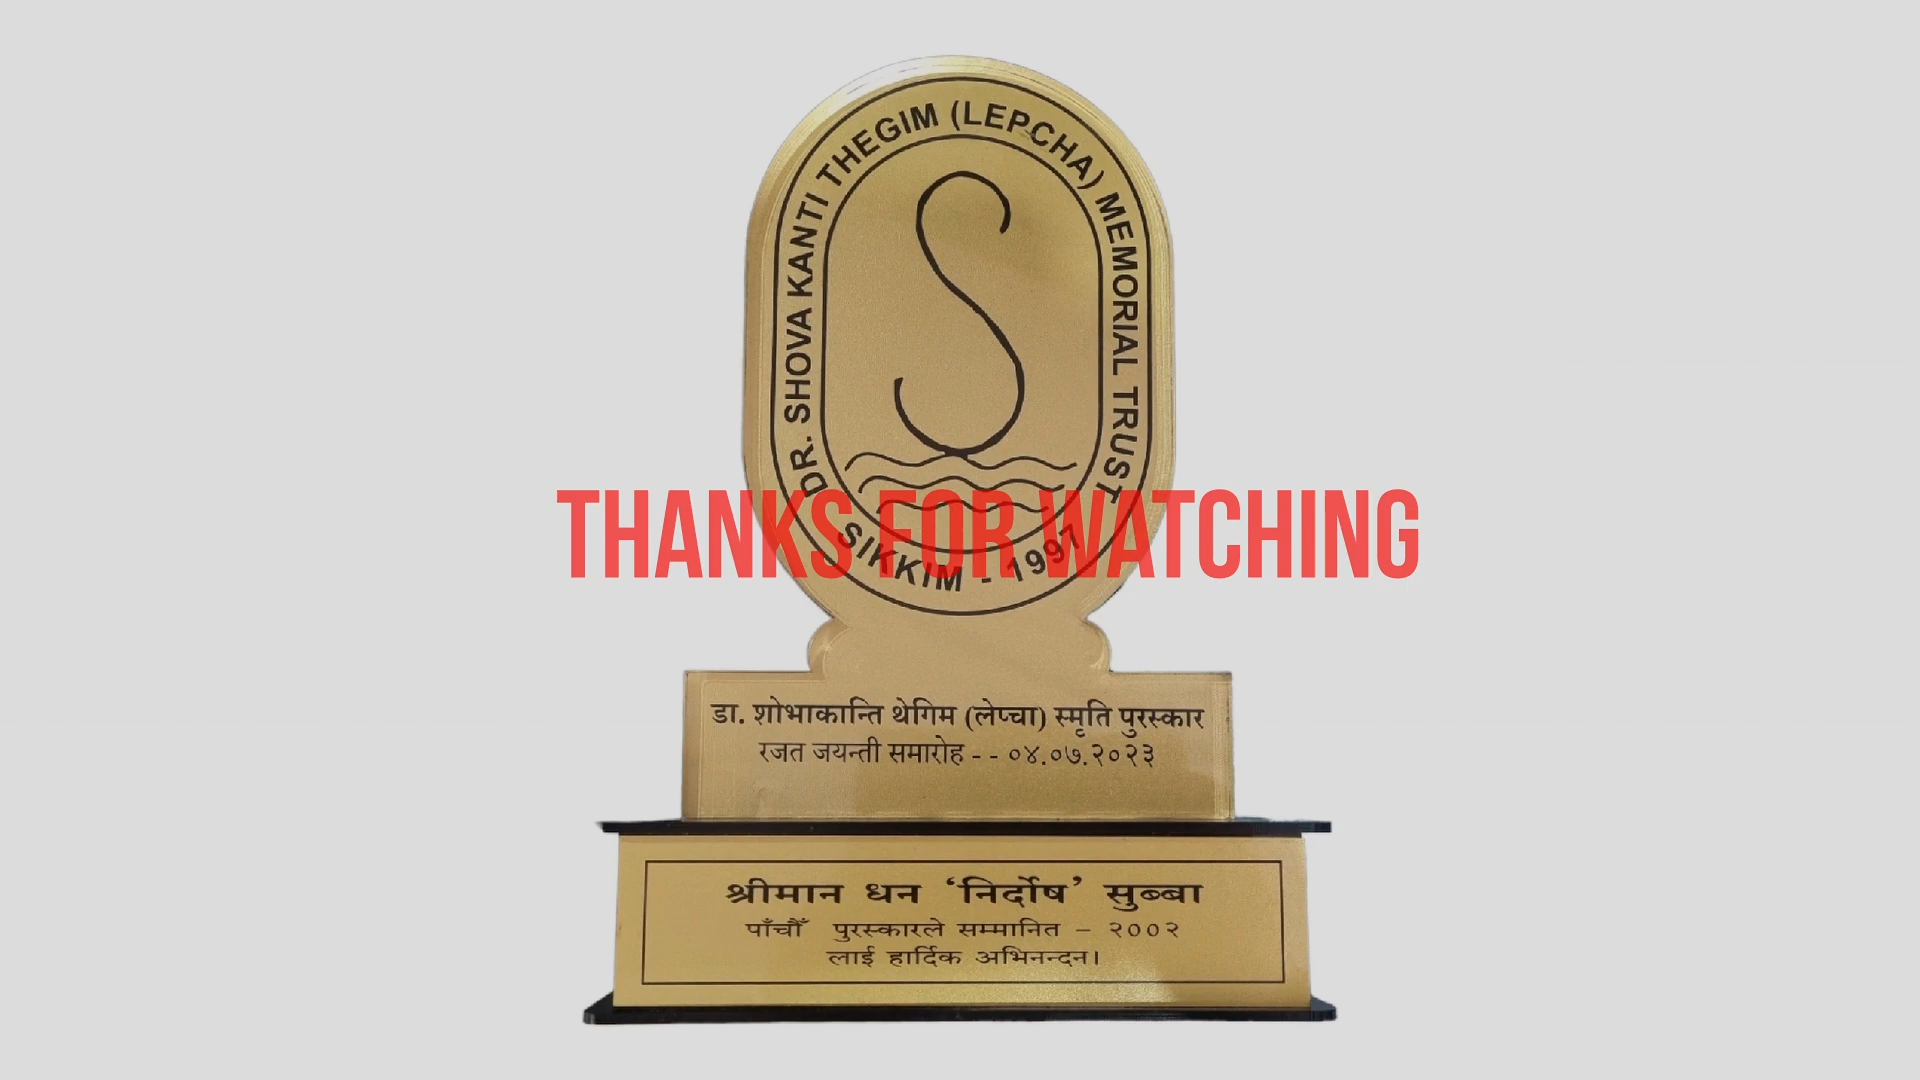 DR. SHOVA KANTI THEGIM (LEPCHA) MEMORIAL TRUST
SIKKIM - 1997
THANKS FOR WATCHING
डा. शोभाकान्ति थेगिम (लेप्चा) स्मृति पुरस्कार
रजत जयन्ती समारोह - - ०४.०७.२०२३
श्रीमान धन ‘निर्दोष’ सुब्बा
पाँचौँ पुरस्कारले सम्मानित – २००२
लाई हार्दिक अभिनन्दन।